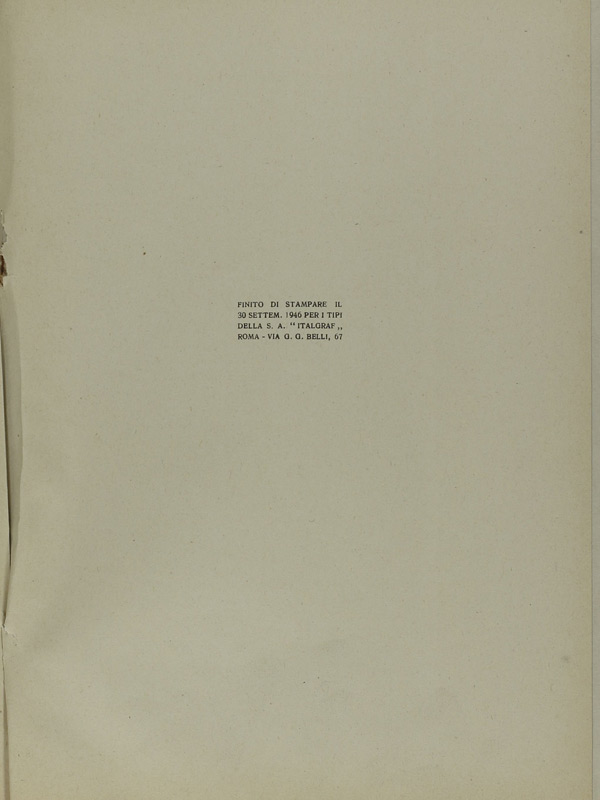 FINITO DI STAMPARE IL
30 SETTEM. 1946 PER I TIPI
DELLA S. A. “ ITALGRAF „
ROMA - VIA G. G. BELLI, 67